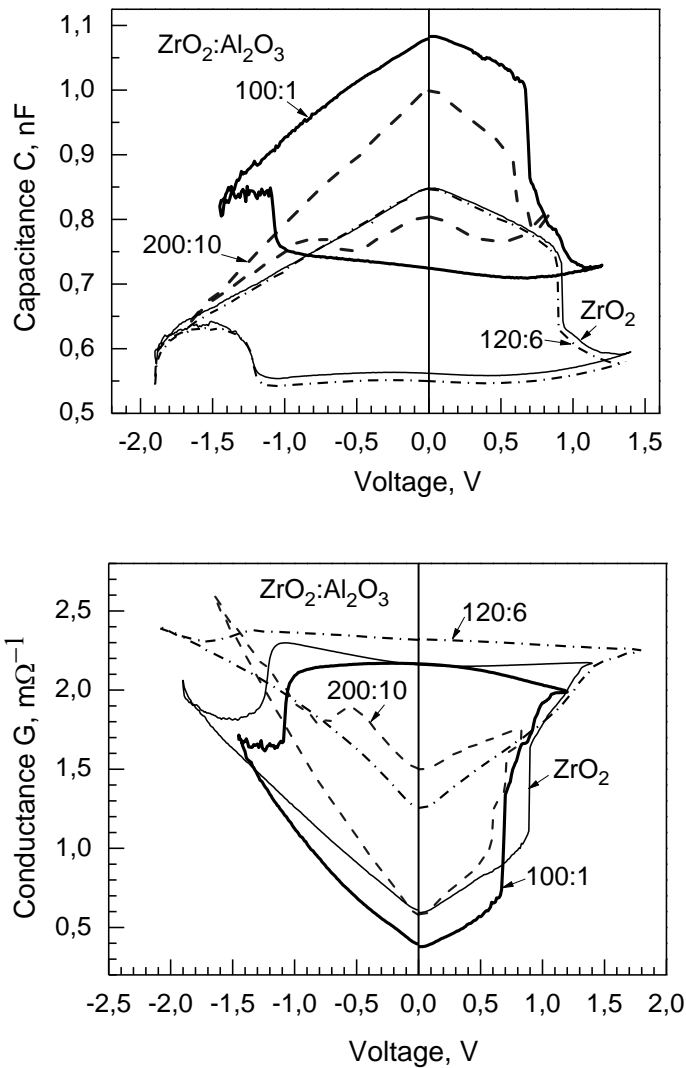 1,1
ZrO₂:Al₂O₃
100:1
1,0
Capacitance C, nF
0,9
0,8
200:10
0,7
ZrO₂
120:6
0,6
0,5
-2,0 -1,5 -1,0 -0,5 0,0 0,5 1,0 1,5
Voltage, V
ZrO₂:Al₂O₃
120:6
2,5
Conductance G, mΩ⁻¹
200:10
2,0
1,5
ZrO₂
1,0
100:1
0,5
-2,5 -2,0 -1,5 -1,0 -0,5 0,0 0,5 1,0 1,5 2,0
Voltage, V